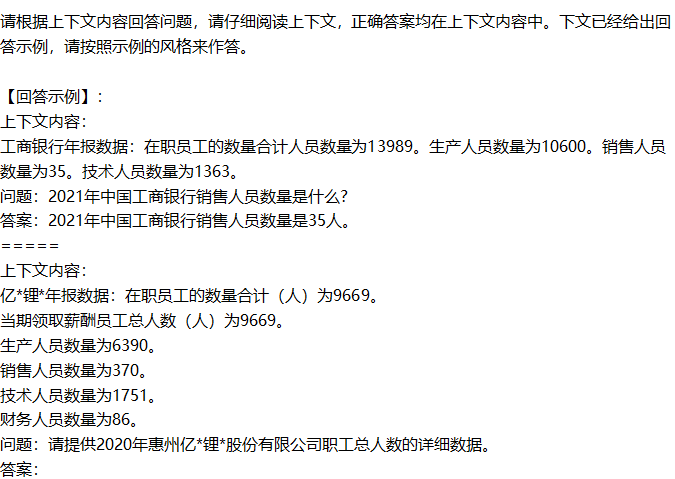 请根据上下文内容回答问题，请仔细阅读上下文，正确答案均在上下文内容中。下文已经给出回
答示例，请按照示例的风格来作答。
【回答示例】：
上下文内容：
工商银行年报数据：在职员工的数量合计人员数量为13989。生产人员数量为10600。销售人员
数量为35。技术人员数量为1363。
问题：2021年中国工商银行销售人员数量是什么？
答案：2021年中国工商银行销售人员数量是35人。
=====
上下文内容：
亿*锂*年报数据：在职员工的数量合计（人）为9669。
当期领取薪酬员工总人数（人）为9669。
生产人员数量为6390。
销售人员数量为370。
技术人员数量为1751。
财务人员数量为86。
问题：请提供2020年惠州亿*锂*股份有限公司职工总人数的详细数据。
答案：